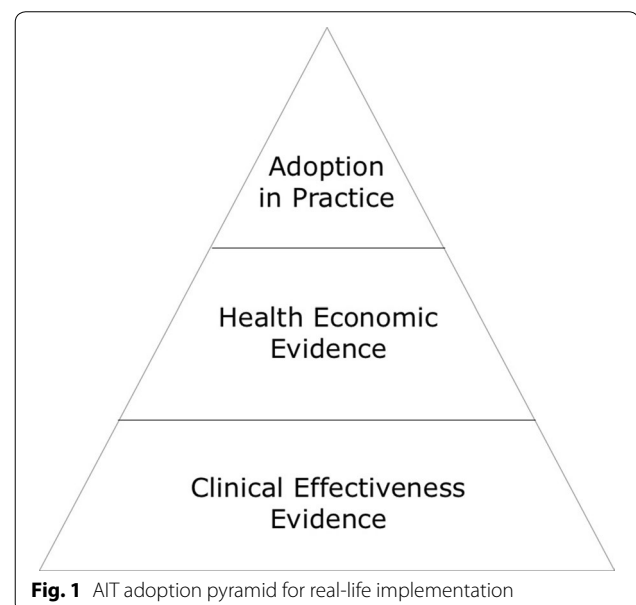 Adoption
in Practice
Health Economic
Evidence
Clinical Effectiveness
Evidence
Fig. 1 AIT adoption pyramid for real-life implementation